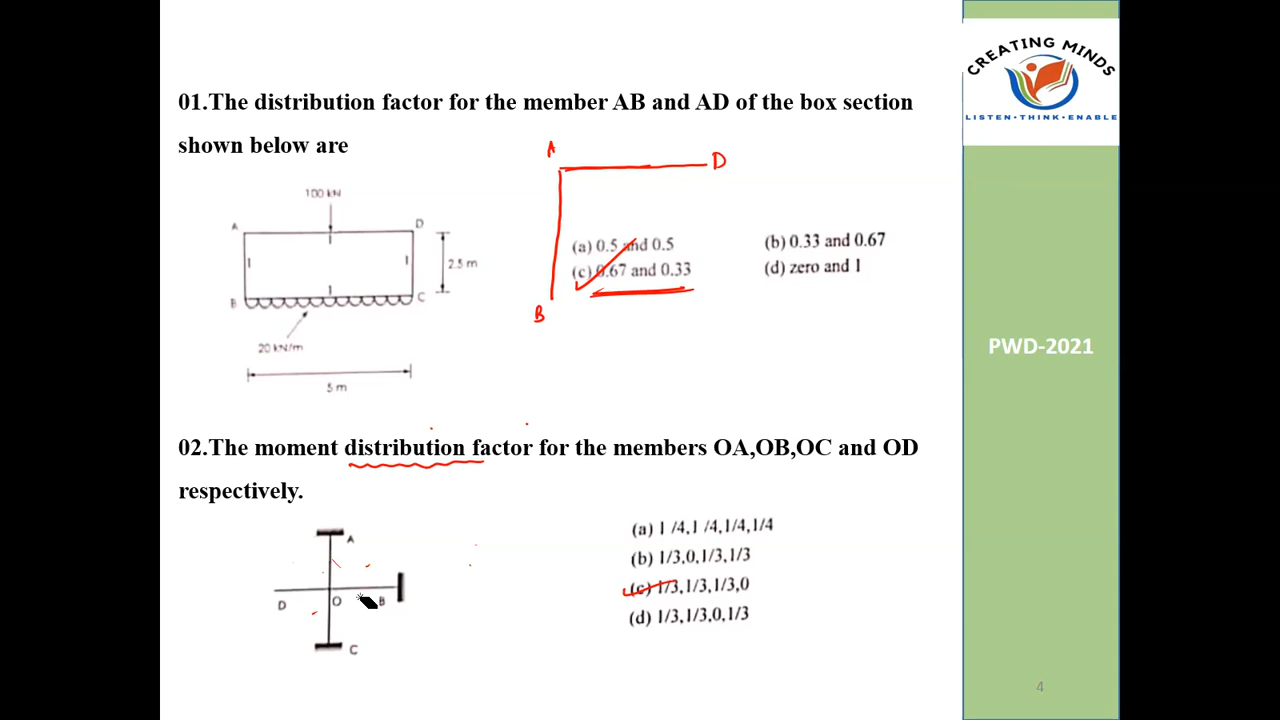 CREATING MINDS
LISTEN•THINK•ENABLE
01.The distribution factor for the member AB and AD of the box section
shown below are
A
D
B
100 kN
A
D
I
I
2.5 m
I
I
B
C
20 kN/m
5 m
(a) 0.5 and 0.5
(b) 0.33 and 0.67
(c) 0.67 and 0.33
(d) zero and 1
PWD-2021
02.The moment distribution factor for the members OA,OB,OC and OD
respectively.
A
D
O
B
C
(a) 1 /4,1 /4,1/4,1/4
(b) 1/3,0,1/3,1/3
(c) 1/3,1/3,1/3,0
(d) 1/3,1/3,0,1/3
4